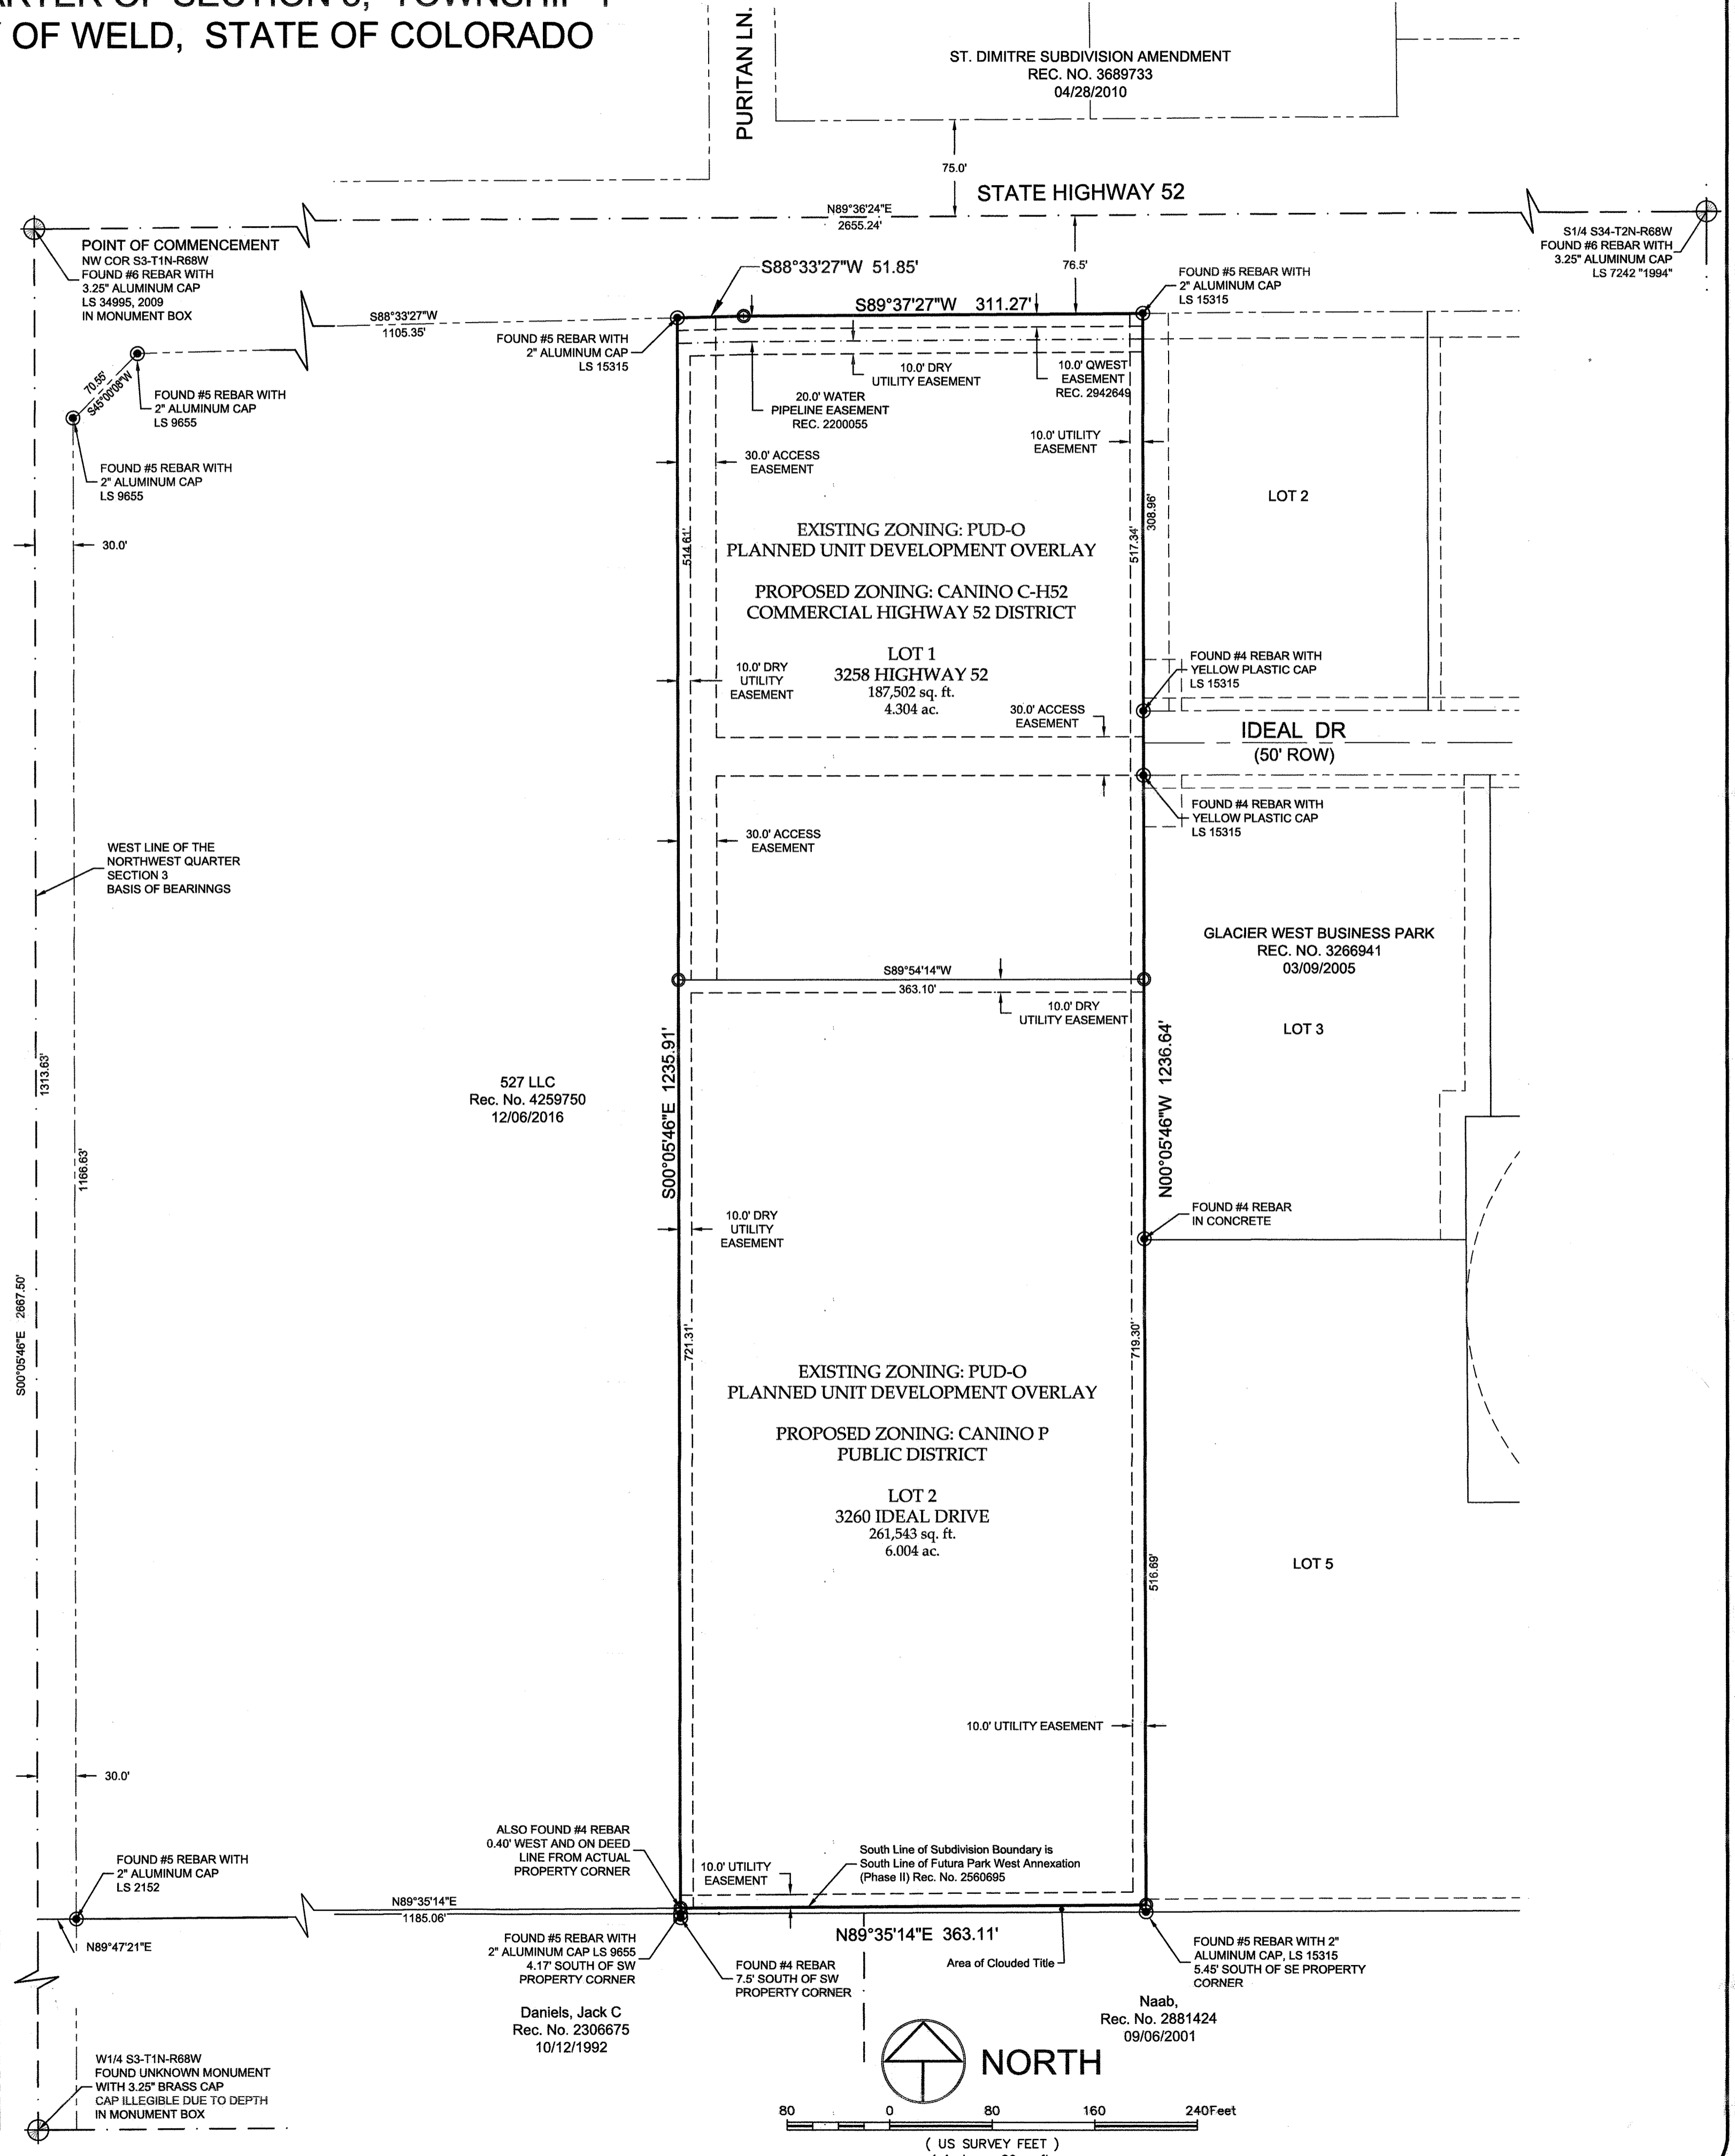 OF WELD, STATE OF COLORADO
PURITAN LN.
ST. DIMITRE SUBDIVISION AMENDMENT
REC. NO. 3689733
04/28/2010
75.0'
STATE HIGHWAY 52
N89°36'24"E
2655.24'
POINT OF COMMENCEMENT
NW COR S3-T1N-R68W
FOUND #6 REBAR WITH
3.25" ALUMINUM CAP
LS 34995, 2009
IN MONUMENT BOX
S1/4 S34-T2N-R68W
FOUND #6 REBAR WITH
3.25" ALUMINUM CAP
LS 7242 "1994"
S88°33'27"W 51.85'
76.5'
FOUND #5 REBAR WITH
2" ALUMINUM CAP
LS 15315
S89°37'27"W 311.27'
S88°33'27"W
1105.35'
FOUND #5 REBAR WITH
2" ALUMINUM CAP
LS 15315
70.55'
S45°00'08"W
FOUND #5 REBAR WITH
2" ALUMINUM CAP
LS 9655
FOUND #5 REBAR WITH
2" ALUMINUM CAP
LS 9655
10.0' DRY
UTILITY EASEMENT
10.0' QWEST
EASEMENT
REC. 2942649
20.0' WATER
PIPELINE EASEMENT
REC. 2200055
10.0' UTILITY
EASEMENT
30.0' ACCESS
EASEMENT
LOT 2
30.0'
514.61'
517.34'
308.96'
EXISTING ZONING: PUD-O
PLANNED UNIT DEVELOPMENT OVERLAY
PROPOSED ZONING: CANINO C-H52
COMMERCIAL HIGHWAY 52 DISTRICT
LOT 1
3258 HIGHWAY 52
187,502 sq. ft.
4.304 ac.
10.0' DRY
UTILITY
EASEMENT
FOUND #4 REBAR WITH
YELLOW PLASTIC CAP
LS 15315
30.0' ACCESS
EASEMENT
IDEAL DR
(50' ROW)
FOUND #4 REBAR WITH
YELLOW PLASTIC CAP
LS 15315
30.0' ACCESS
EASEMENT
WEST LINE OF THE
NORTHWEST QUARTER
SECTION 3
BASIS OF BEARINNGS
GLACIER WEST BUSINESS PARK
REC. NO. 3266941
03/09/2005
S89°54'14"W
363.10'
10.0' DRY
UTILITY EASEMENT
LOT 3
1313.63'
527 LLC
Rec. No. 4259750
12/06/2016
S00°05'46"E 1235.91'
N00°05'46"W 1236.64'
1166.63'
FOUND #4 REBAR
IN CONCRETE
10.0' DRY
UTILITY
EASEMENT
S00°05'46"E 2667.50'
721.31'
719.30'
EXISTING ZONING: PUD-O
PLANNED UNIT DEVELOPMENT OVERLAY
PROPOSED ZONING: CANINO P
PUBLIC DISTRICT
LOT 2
3260 IDEAL DRIVE
261,543 sq. ft.
6.004 ac.
516.69'
LOT 5
10.0' UTILITY EASEMENT
30.0'
ALSO FOUND #4 REBAR
0.40' WEST AND ON DEED
LINE FROM ACTUAL
PROPERTY CORNER
South Line of Subdivision Boundary is
South Line of Futura Park West Annexation
(Phase II) Rec. No. 2560695
10.0' UTILITY
EASEMENT
FOUND #5 REBAR WITH
2" ALUMINUM CAP
LS 2152
N89°35'14"E
1185.06'
N89°47'21"E
N89°35'14"E 363.11'
FOUND #5 REBAR WITH
2" ALUMINUM CAP LS 9655
4.17' SOUTH OF SW
PROPERTY CORNER
FOUND #4 REBAR
7.5' SOUTH OF SW
PROPERTY CORNER
Area of Clouded Title
FOUND #5 REBAR WITH 2"
ALUMINUM CAP, LS 15315
5.45' SOUTH OF SE PROPERTY
CORNER
Daniels, Jack C
Rec. No. 2306675
10/12/1992
Naab,
Rec. No. 2881424
09/06/2001
NORTH
W1/4 S3-T1N-R68W
FOUND UNKNOWN MONUMENT
WITH 3.25" BRASS CAP
CAP ILLEGIBLE DUE TO DEPTH
IN MONUMENT BOX
80 0 80 160 240Feet
( US SURVEY FEET )